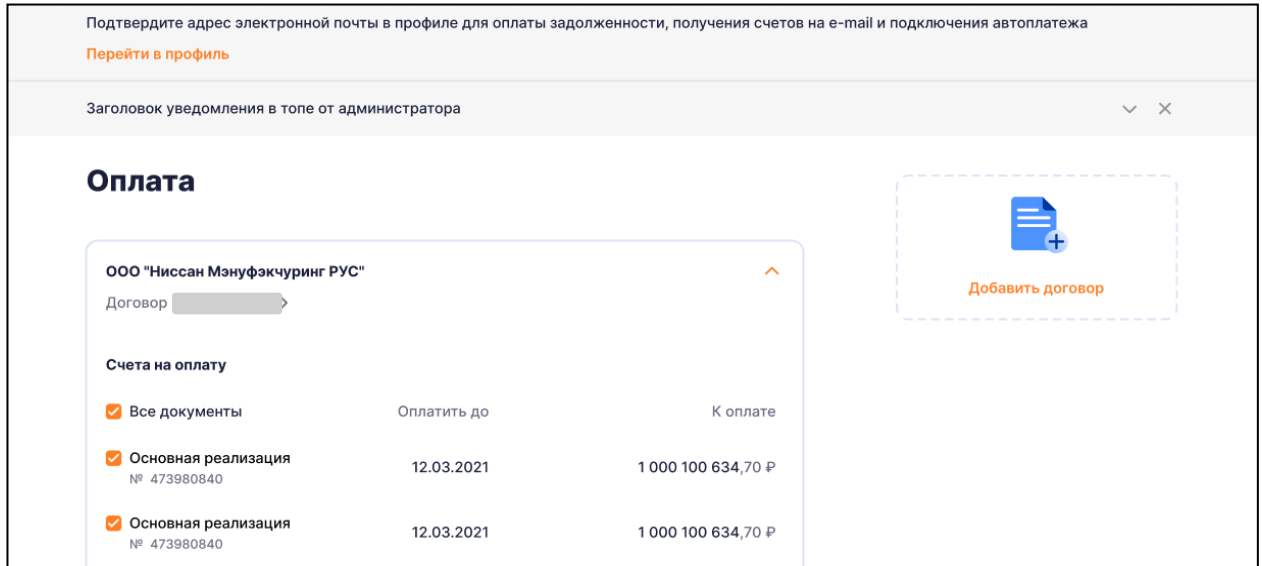 Подтвердите адрес электронной почты в профиле для оплаты задолженности, получения счетов на e-mail и подключения автоплатежа
Перейти в профиль
Заголовок уведомления в топе от администратора
Оплата
ООО "Ниссан Мэнуфэкчуринг РУС"
Договор
Добавить договор
Счета на оплату
Все документы Оплатить до К оплате
Основная реализация 12.03.2021 1 000 100 634,70 ₽
№ 473980840
Основная реализация 12.03.2021 1 000 100 634,70 ₽
№ 473980840